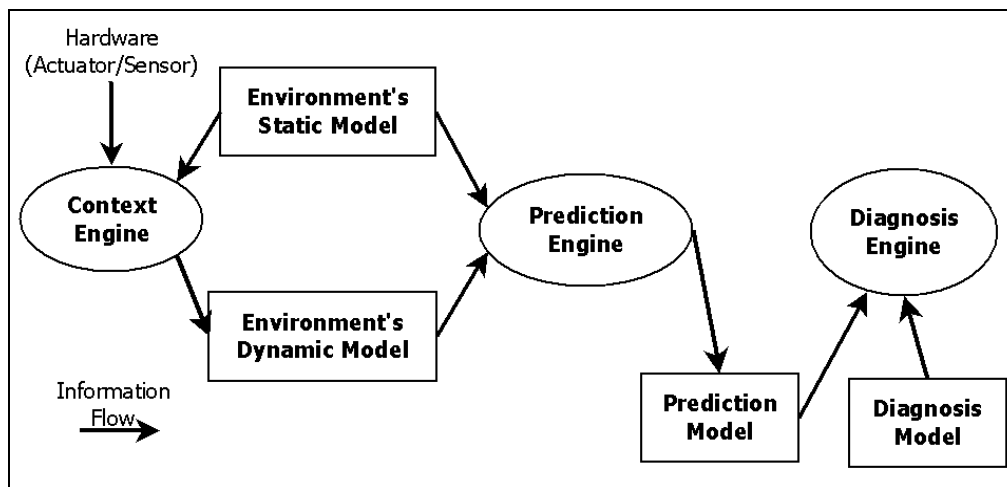 Hardware
(Actuator/Sensor)
Environment's
Static Model
Context
Engine
Prediction
Engine
Diagnosis
Engine
Environment's
Dynamic Model
Information
Flow
Prediction
Model
Diagnosis
Model